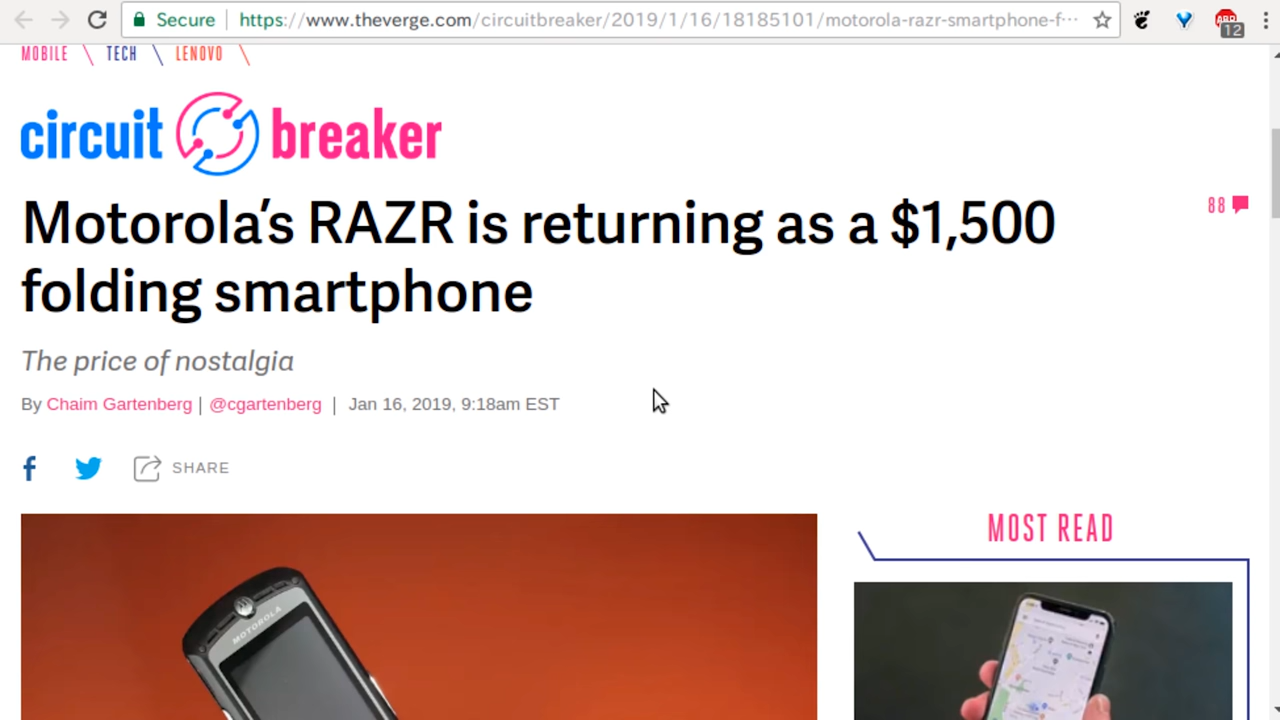 Secure https://www.theverge.com/circuitbreaker/2019/1/16/18185101/motorola-razr-smartphone-f···
ABP
12
MOBILE TECH LENOVO
circuit breaker
Motorola’s RAZR is returning as a $1,500
88
folding smartphone
The price of nostalgia
By Chaim Gartenberg | @cgartenberg | Jan 16, 2019, 9:18am EST
SHARE
MOST READ
MOTOROLA